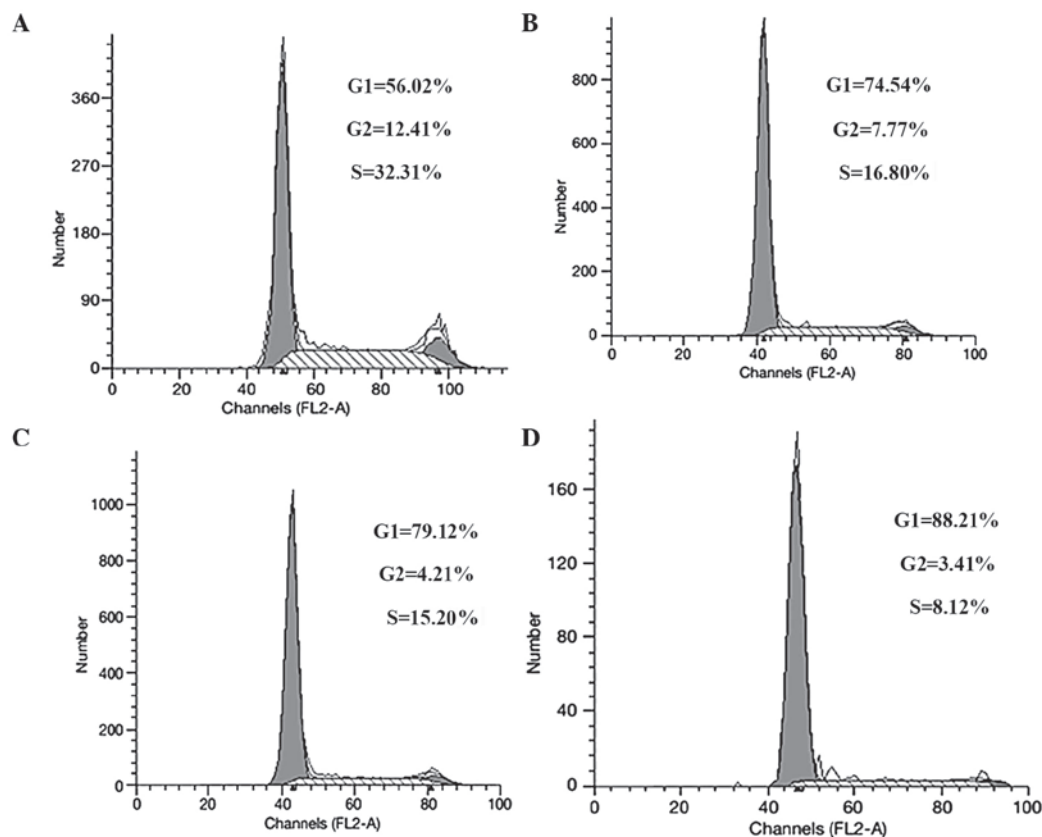 A
360
270
180
90
0
Number
G1=56.02%
G2=12.41%
S=32.31%
0 20 40 60 80 100
Channels (FL2-A)
B
800
600
400
200
0
Number
G1=74.54%
G2=7.77%
S=16.80%
0 20 40 60 80 100
Channels (FL2-A)
C
1000
800
600
400
200
0
Number
G1=79.12%
G2=4.21%
S=15.20%
0 20 40 60 80 100
Channels (FL2-A)
D
160
120
80
40
0
Number
G1=88.21%
G2=3.41%
S=8.12%
0 20 40 60 80 100
Channels (FL2-A)